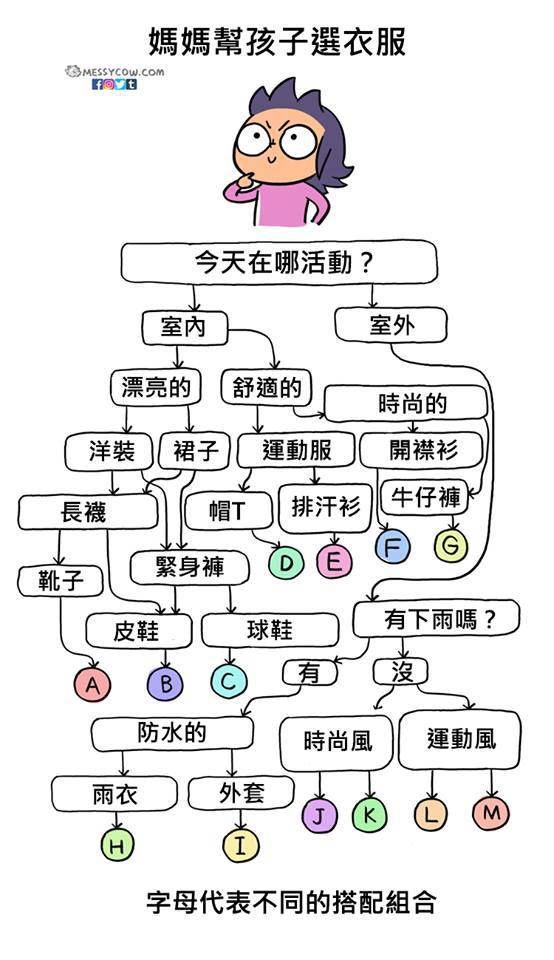 媽媽幫孩子選衣服
MESSYCOW.COM
今天在哪活動？
室內
室外
漂亮的
舒適的
時尚的
洋裝
裙子
運動服
開襟衫
長襪
帽T
排汗衫
牛仔褲
D
E
F
G
靴子
緊身褲
皮鞋
球鞋
有下雨嗎？
A
B
C
有
沒
防水的
時尚風
運動風
雨衣
外套
J
K
L
M
H
I
字母代表不同的搭配組合